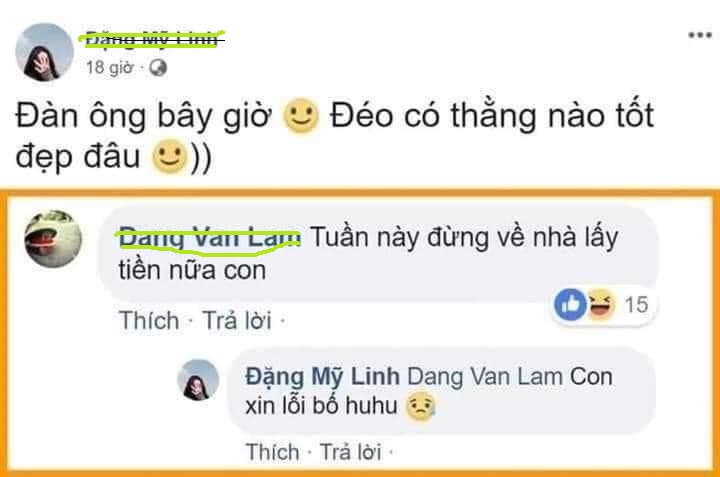 Đặng Mỹ Linh
18 giờ ·
Đàn ông bây giờ 🙂 Đéo có thằng nào tốt
đẹp đâu 🙂))
Dang Van Lam Tuần này đừng về nhà lấy
tiền nữa con
15
Thích · Trả lời ·
Đặng Mỹ Linh Dang Van Lam Con
xin lỗi bố huhu 😥
Thích · Trả lời ·